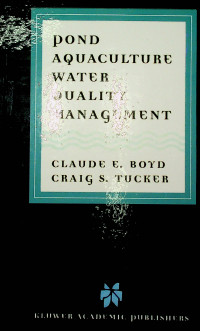 POND
AQUACULTURE
WATER
QUALITY
MANAGEMENT
CLAUDE E. BOYD
CRAIG S. TUCKER
KLUWER ACADEMIC PUBLISHERS